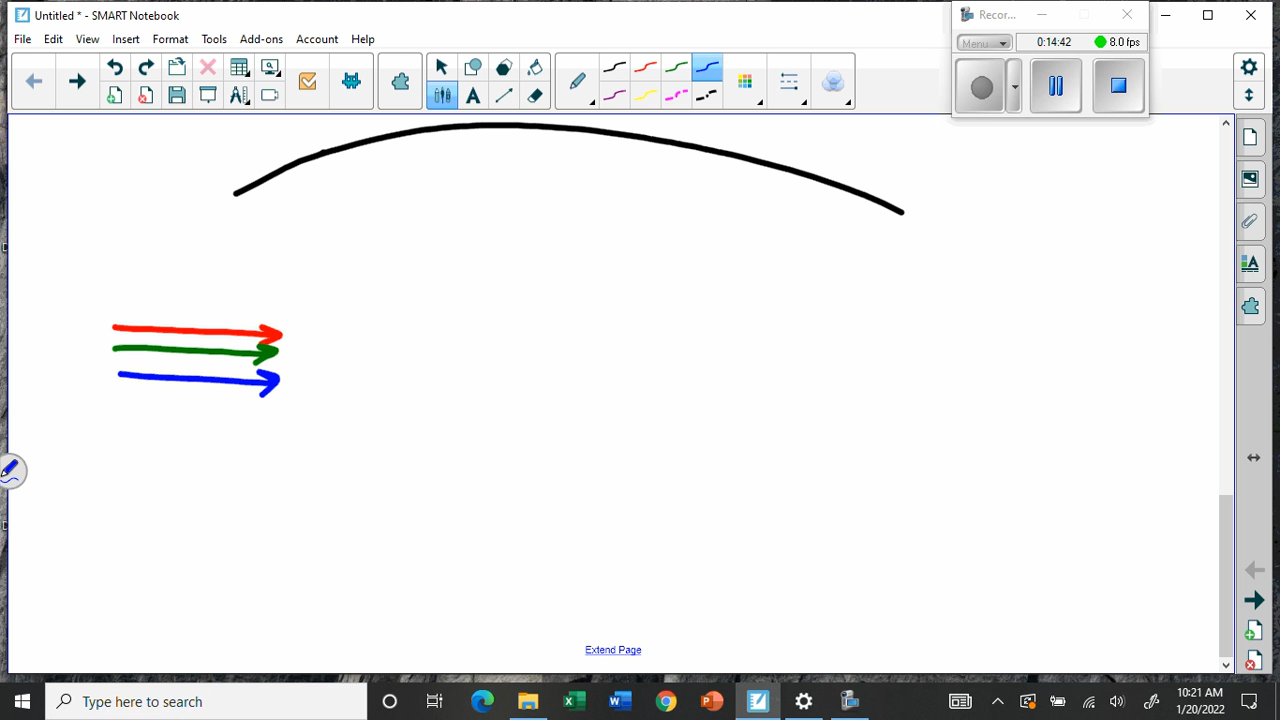 Untitled * - SMART Notebook
Recor...
File Edit View Insert Format Tools Add-ons Account Help
Menu
0:14:42
8.0 fps
Extend Page
Type here to search
10:21 AM
1/20/2022